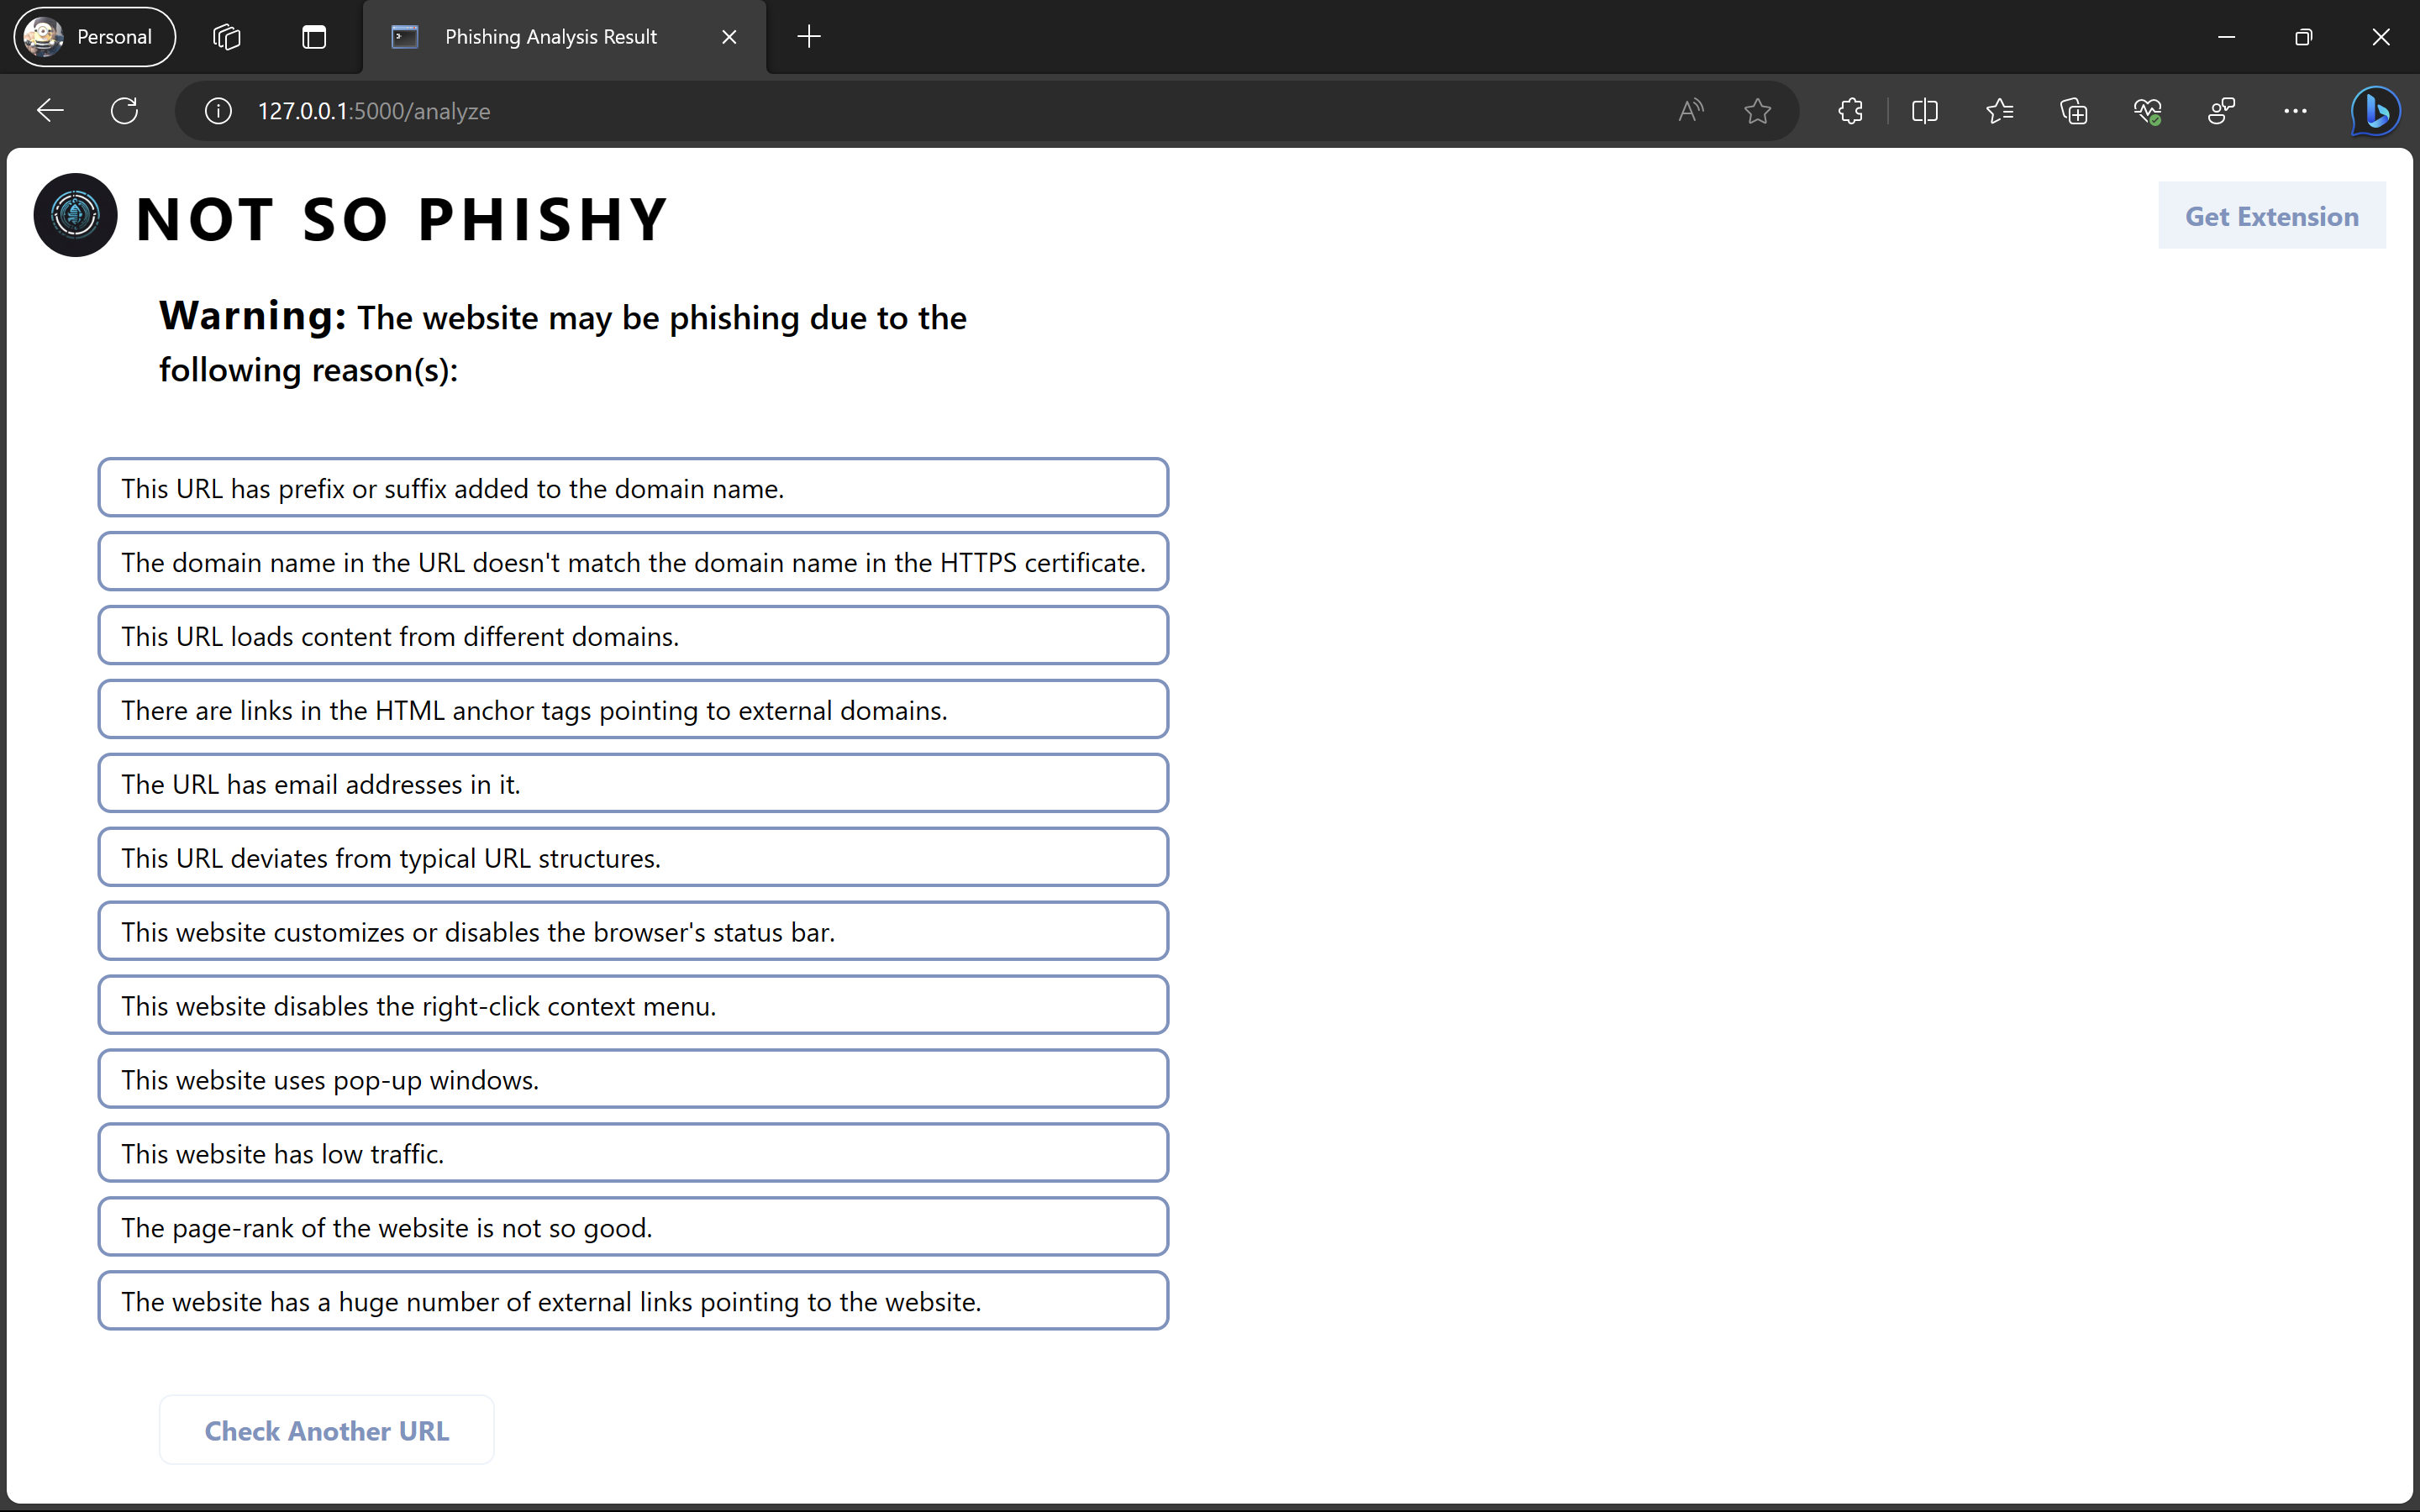 Personal
Phishing Analysis Result
127.0.0.1:5000/analyze
NOT SO PHISHY
Get Extension
Warning: The website may be phishing due to the
following reason(s):
This URL has prefix or suffix added to the domain name.
The domain name in the URL doesn't match the domain name in the HTTPS certificate.
This URL loads content from different domains.
There are links in the HTML anchor tags pointing to external domains.
The URL has email addresses in it.
This URL deviates from typical URL structures.
This website customizes or disables the browser's status bar.
This website disables the right-click context menu.
This website uses pop-up windows.
This website has low traffic.
The page-rank of the website is not so good.
The website has a huge number of external links pointing to the website.
Check Another URL